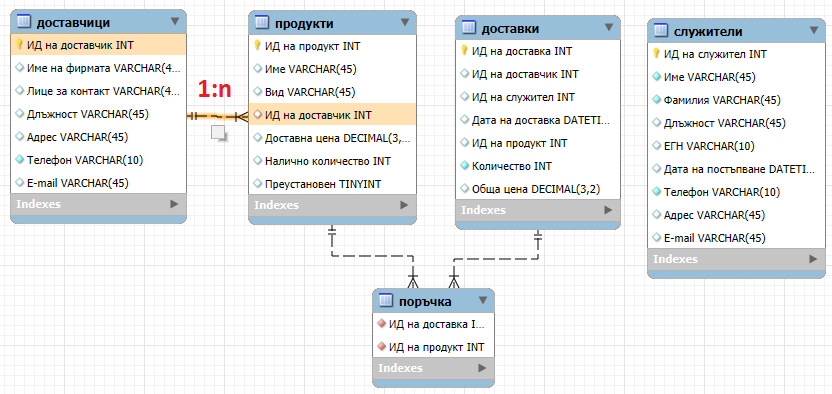 доставчици
ИД на доставчик INT
Име на фирмата VARCHAR(4...
Лице за контакт VARCHAR(4...
Длъжност VARCHAR(45)
Адрес VARCHAR(45)
Телефон VARCHAR(10)
E-mail VARCHAR(45)
Indexes
1:n
продукти
ИД на продукт INT
Име VARCHAR(45)
Вид VARCHAR(45)
ИД на доставчик INT
Доставна цена DECIMAL(3,...
Налично количество INT
Преустановен TINYINT
Indexes
доставки
ИД на доставка INT
ИД на доставчик INT
ИД на служител INT
Дата на доставка DATETI...
ИД на продукт INT
Количество INT
Обща цена DECIMAL(3,2)
Indexes
служители
ИД на служител INT
Име VARCHAR(45)
Фамилия VARCHAR(45)
Длъжност VARCHAR(45)
ЕГН VARCHAR(10)
Дата на постъпване DATETI...
Телефон VARCHAR(10)
Адрес VARCHAR(45)
E-mail VARCHAR(45)
Indexes
поръчка
ИД на доставка I...
ИД на продукт INT
Indexes